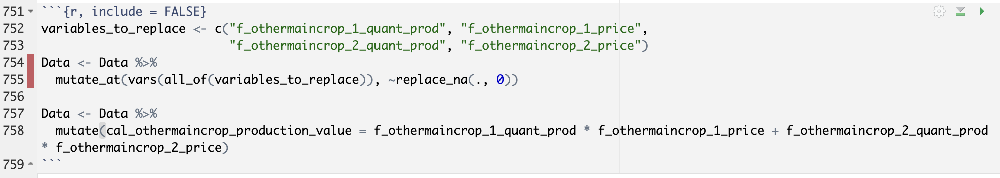 751 ```{r, include = FALSE}
752 variables_to_replace <- c("f_othermaincrop_1_quant_prod", "f_othermaincrop_1_price",
753                           "f_othermaincrop_2_quant_prod", "f_othermaincrop_2_price")
754 Data <- Data %>%
755   mutate_at(vars(all_of(variables_to_replace)), ~replace_na(., 0))
756
757 Data <- Data %>%
758   mutate(cal_othermaincrop_production_value = f_othermaincrop_1_quant_prod * f_othermaincrop_1_price + f_othermaincrop_2_quant_prod
* f_othermaincrop_2_price)
759 ```